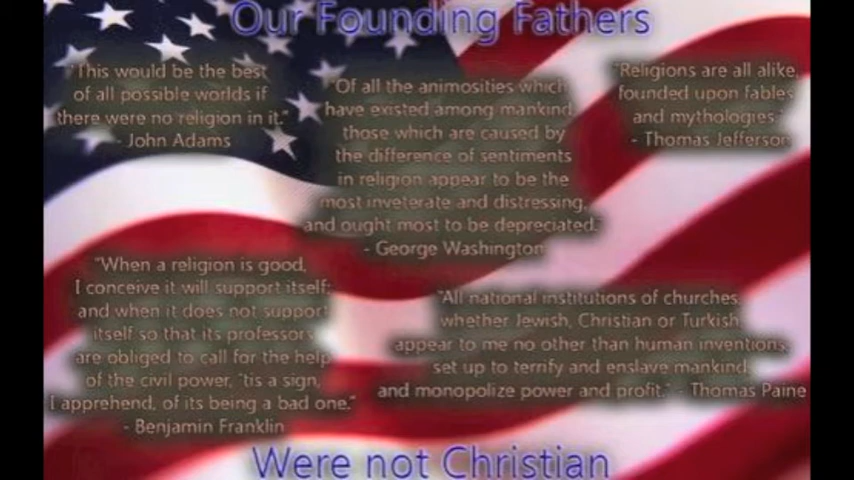 Our Founding Fathers
"This would be the best
of all possible worlds if
there were no religion in it."
- John Adams
"Of all the animosities which
have existed among mankind,
those which are caused by
the difference of sentiments
in religion appear to be the
most inveterate and distressing,
and ought most to be depreciated."
- George Washington
"Religions are all alike,
founded upon fables
and mythologies."
- Thomas Jefferson
"When a religion is good,
I conceive it will support itself;
and when it does not support
itself so that its professors
are obliged to call for the help
of the civil power, 'tis a sign,
I apprehend, of its being a bad one."
- Benjamin Franklin
"All national institutions of churches,
whether Jewish, Christian or Turkish,
appear to me no other than human inventions,
set up to terrify and enslave mankind,
and monopolize power and profit." - Thomas Paine
Were not Christian